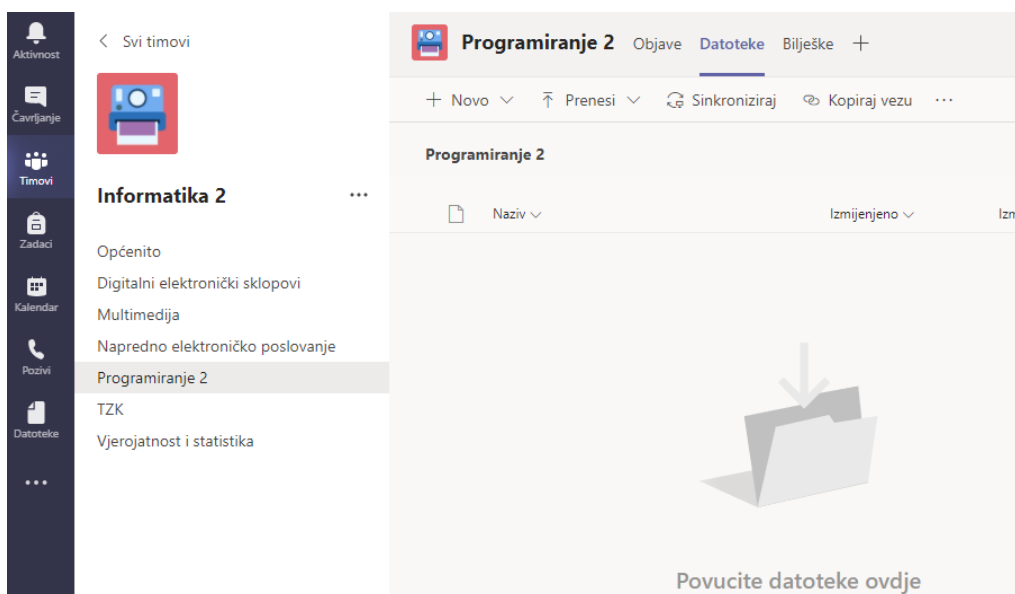 Aktivnost
Čavrljanje
Timovi
Zadaci
Kalendar
Pozivi
Datoteke
Svi timovi
Informatika 2
Općenito
Digitalni elektronički sklopovi
Multimedija
Napredno elektroničko poslovanje
Programiranje 2
TZK
Vjerojatnost i statistika
Programiranje 2 Objave Datoteke Bilješke
Novo Prenesi Sinkroniziraj Kopiraj vezu
Programiranje 2
Naziv Izmijenjeno
Povucite datoteke ovdje